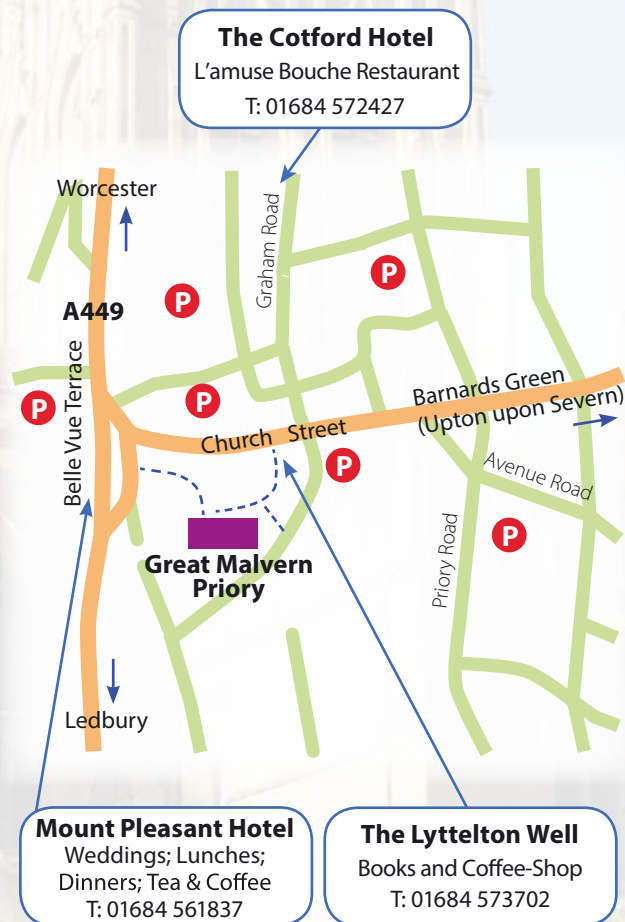 The Cotford Hotel
L'amuse Bouche Restaurant
T: 01684 572427
Worcester
Graham Road
P
P
A449
Belle Vue Terrace
P
P
Barnards Green
(Upton upon Severn)
Church Street
P
Avenue Road
P
Priory Road
Great Malvern
Priory
Ledbury
Mount Pleasant Hotel
Weddings; Lunches;
Dinners; Tea & Coffee
T: 01684 561837
The Lyttelton Well
Books and Coffee-Shop
T: 01684 573702